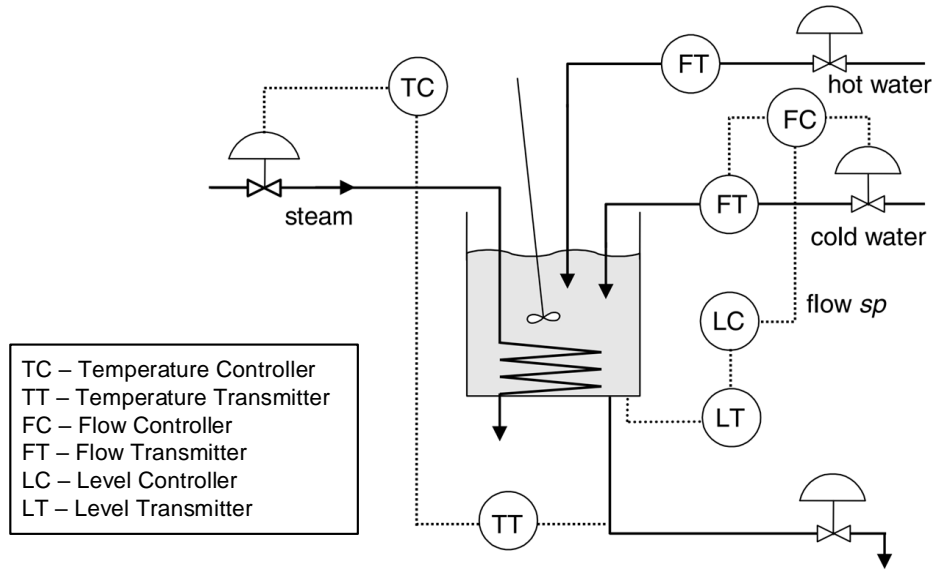 TC
FT
hot water
FC
FT
steam
cold water
flow sp
LC
LT
TT
TC – Temperature Controller
TT – Temperature Transmitter
FC – Flow Controller
FT – Flow Transmitter
LC – Level Controller
LT – Level Transmitter